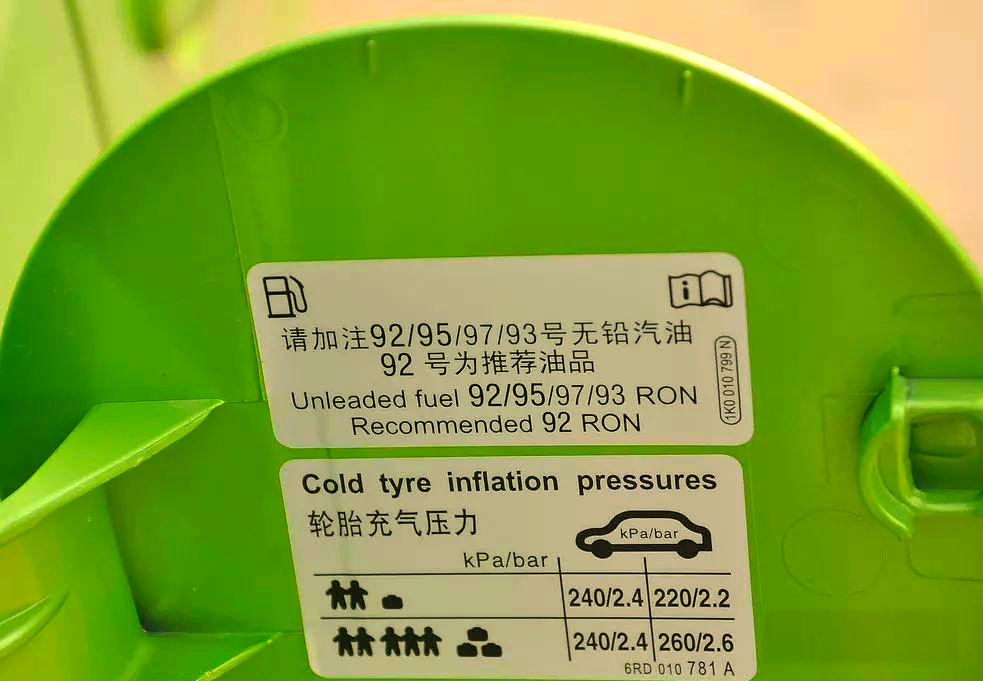 请加注92/95/97/93号无铅汽油
92 号为推荐油品
Unleaded fuel 92/95/97/93 RON
Recommended 92 RON
1K0 010 799 N
Cold tyre inflation pressures
轮胎充气压力
kPa/bar
kPa/bar
240/2.4 220/2.2
240/2.4 260/2.6
6RD 010 781 A